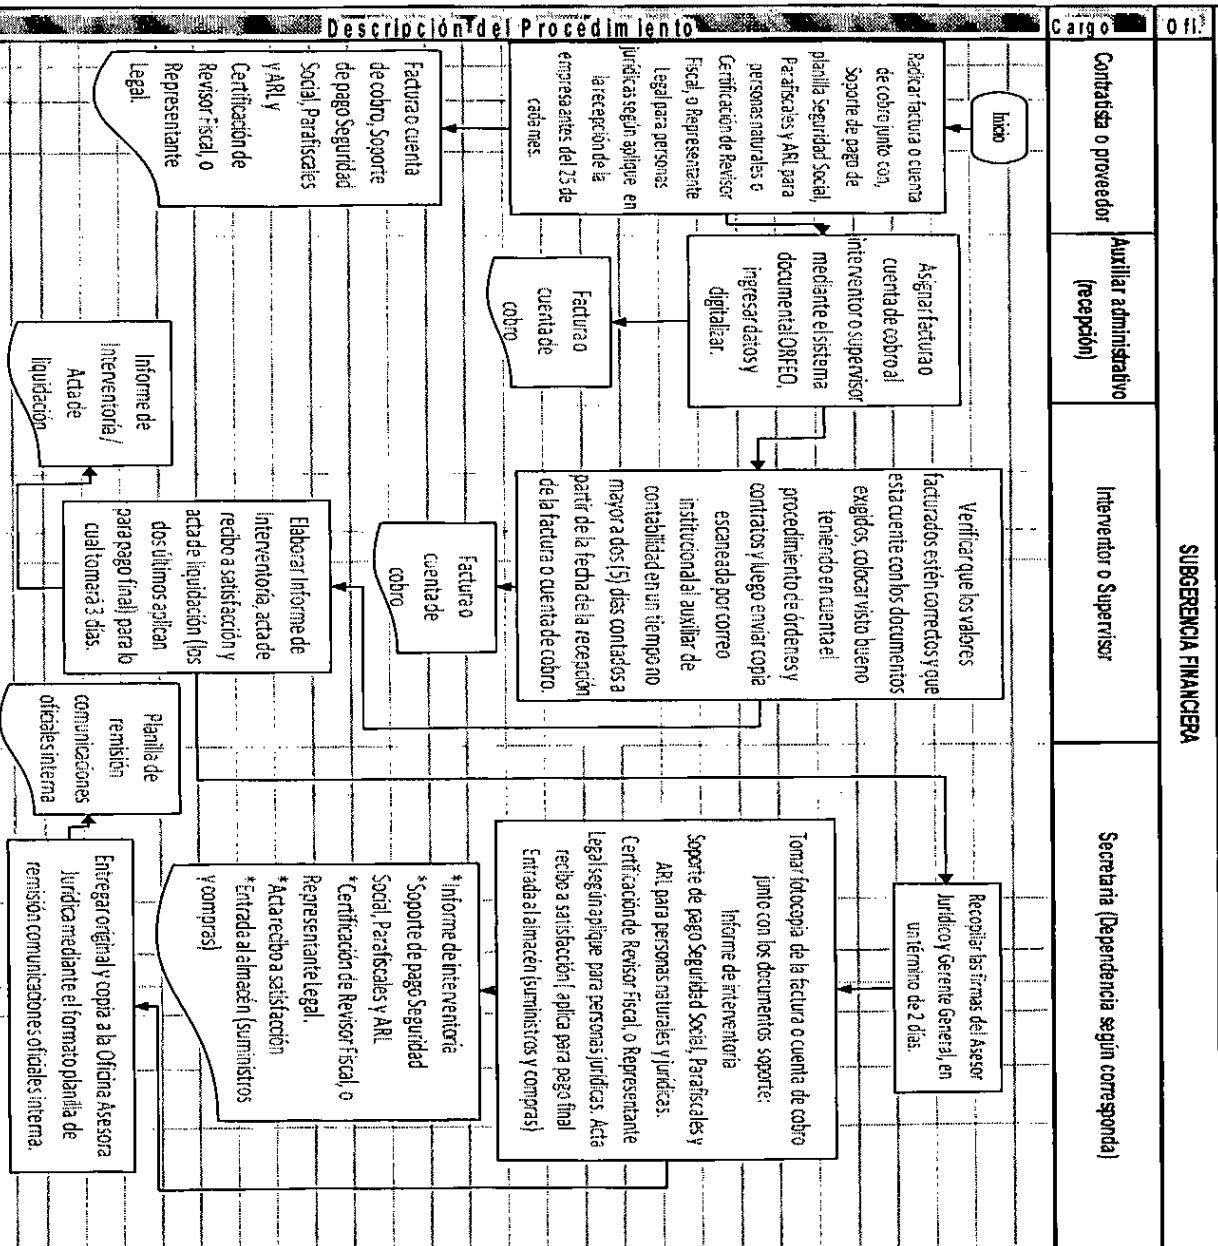 Ofi.
SUBGERENCIA FINANCIERA
Cargo
Contratista o proveedor
Auxiliar administrativo
(recepción)
Interventor o Supervisor
Secretaria (Dependencia según corresponda)
Descripción del Procedimiento
Inicio
Radicar factura o cuenta
de cobro junto con,
Soporte de pago de
planilla Seguridad Social,
Parafiscales y ARL para
personas naturales o
Certificación de Revisor
Fiscal, o Representante
Legal para personas
jurídicas según aplique en
la recepción de la
empresa antes del 25 de
cada mes.
Factura o cuenta
de cobro, Soporte
de pago Seguridad
Social, Parafiscales
y ARL y
Certificación de
Revisor Fiscal, o
Representante
Legal.
Asignar factura o
cuenta de cobro al
interventor o supervisor
mediante el sistema
documental ORFEO,
ingresar datos y
digitalizar.
Factura o
cuenta de
cobro
Verificar que los valores
facturados estén correctos y que
esta cuente con los documentos
exigidos, colocar visto bueno
teniendo en cuenta el
procedimiento de órdenes y
contratos y luego enviar copia
escaneada por correo
institucional al auxiliar de
contabilidad en un tiempo no
mayor a dos (5) días contados a
partir de la fecha de la recepción
de la factura o cuenta de cobro.
Factura o
cuenta de
cobro
Elaborar Informe de
Interventoría, acta de
recibo a satisfacción y
acta de liquidación (los
dos últimos aplican
para pago final) para lo
cual tomará 3 días.
Informe de
Interventoría /
Acta de
liquidación
Recopilar las firmas del Asesor
Jurídico y Gerente General, en
un término de 2 días.
Tomar fotocopia de la factura o cuenta de cobro
junto con los documentos soporte:
Informe de interventoria
Soporte de pago Seguridad Social, Parafiscales y
ARL para personas naturales y jurídicas.
Certificación de Revisor Fiscal, o Representante
Legal según aplique para personas jurídicas. Acta
recibo a satisfacción ( aplica para pago final
Entrada al almacén (suministros y compras)
* Informe de interventoria
* Soporte de pago Seguridad
Social, Parafiscales y ARL
* Certificación de Revisor Fiscal, o
Representante Legal.
* Acta recibo a satisfacción
* Entrada al almacén (suministros
y compras)
Entregar original y copia a la Oficina Asesora
Jurídica mediante el formato planilla de
remisión comunicaciones oficiales interna.
Planilla de
remisión
comunicaciones
oficiales interna